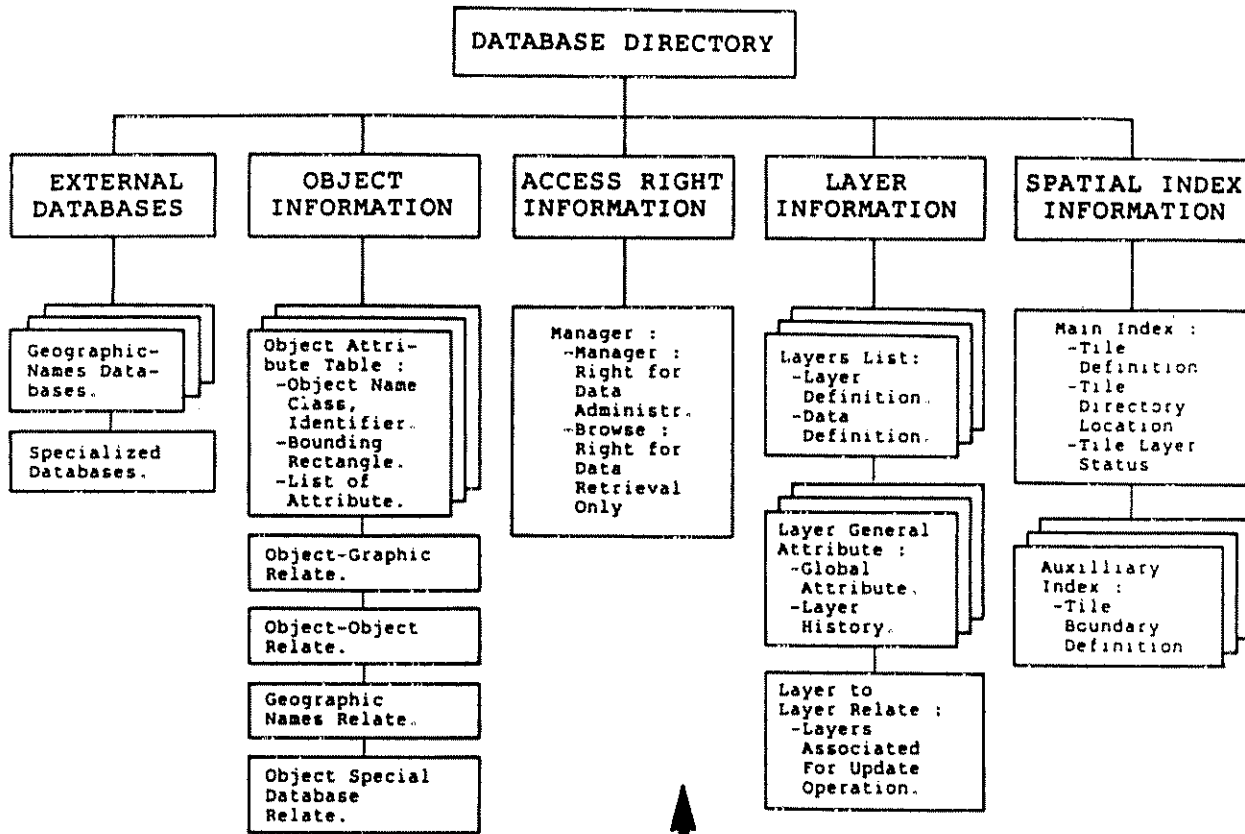 DATABASE DIRECTORY
EXTERNAL
DATABASES
OBJECT
INFORMATION
ACCESS RIGHT
INFORMATION
LAYER
INFORMATION
SPATIAL INDEX
INFORMATION
Geographic-
Names Data-
bases.
Specialized
Databases.
Object Attri-
bute Table :
-Object Name
Class,
Identifier.
-Bounding
Rectangle.
-List of
Attribute.
Object-Graphic
Relate.
Object-Object
Relate.
Geographic
Names Relate.
Object Special
Database
Relate.
Manager :
-Manager :
Right for
Data
Administr.
-Browse :
Right for
Data
Retrieval
Only
Layers List:
-Layer
Definition.
-Data
Definition.
Layer General
Attribute :
-Global
Attribute.
-Layer
History.
Layer to
Layer Relate :
-Layers
Associated
For Update
Operation.
Main Index :
-Tile
Definition
-Tile
Directory
Location
-Tile Layer
Status
Auxilliary
Index :
-Tile
Boundary
Definition